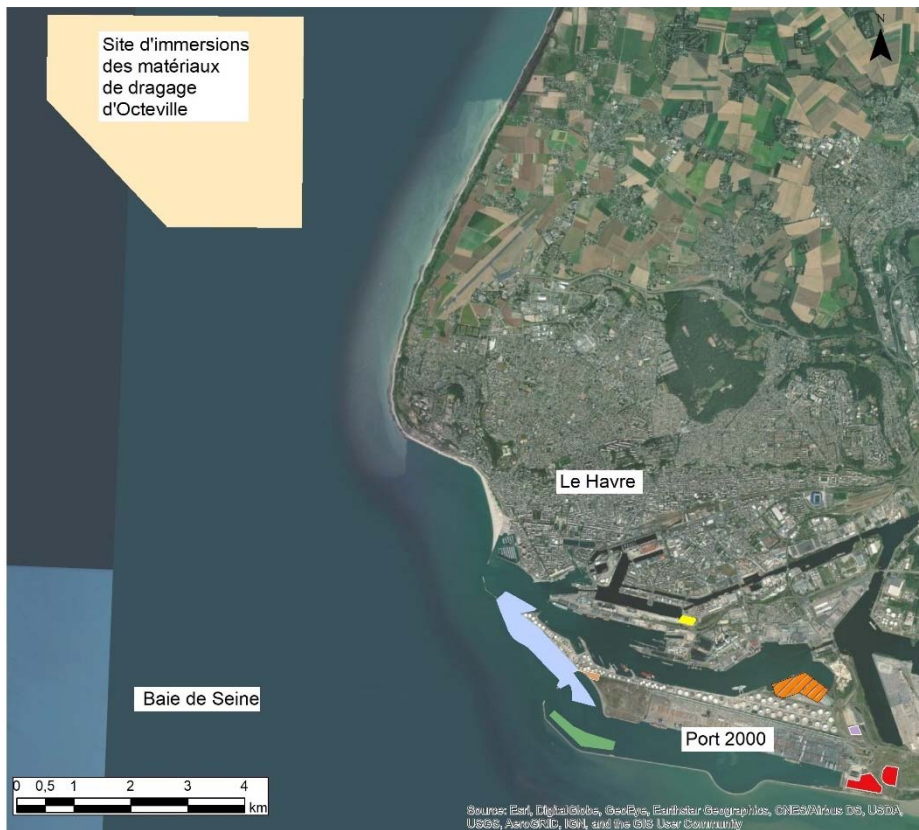 Site d'immersions
des matériaux
de dragage
d'Octeville
N
Le Havre
Baie de Seine
Port 2000
0 0,5 1 2 3 4
km
Source: Esri, DigitalGlobe, GeoEye, Earthstar Geographics, CNES/Airbus DS, USDA,
USGS, AeroGRID, IGN, and the GIS User Community